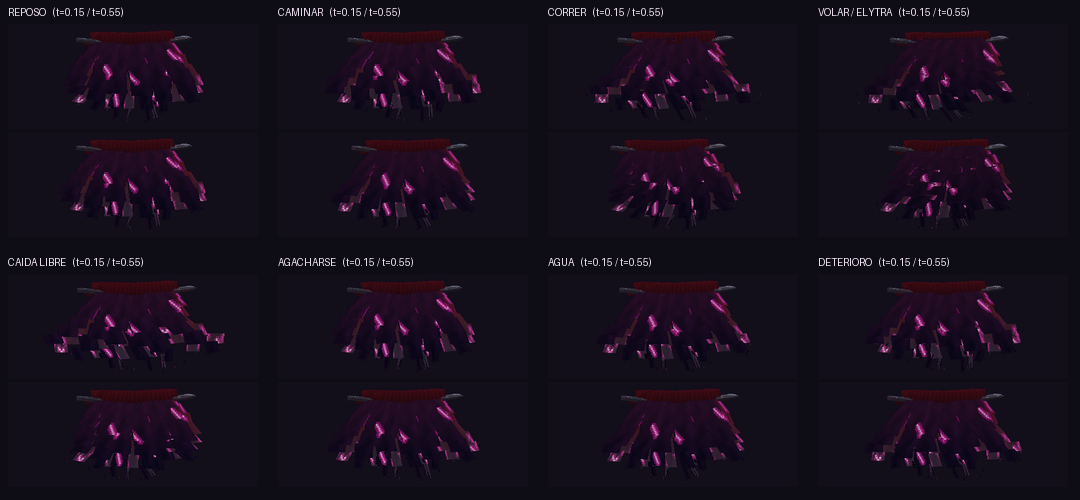 REPOSO (t=0.15 / t=0.55)
CAMINAR (t=0.15 / t=0.55)
CORRER (t=0.15 / t=0.55)
VOLAR / ELYTRA (t=0.15 / t=0.55)
CAIDA LIBRE (t=0.15 / t=0.55)
AGACHARSE (t=0.15 / t=0.55)
AGUA (t=0.15 / t=0.55)
DETERIORO (t=0.15 / t=0.55)